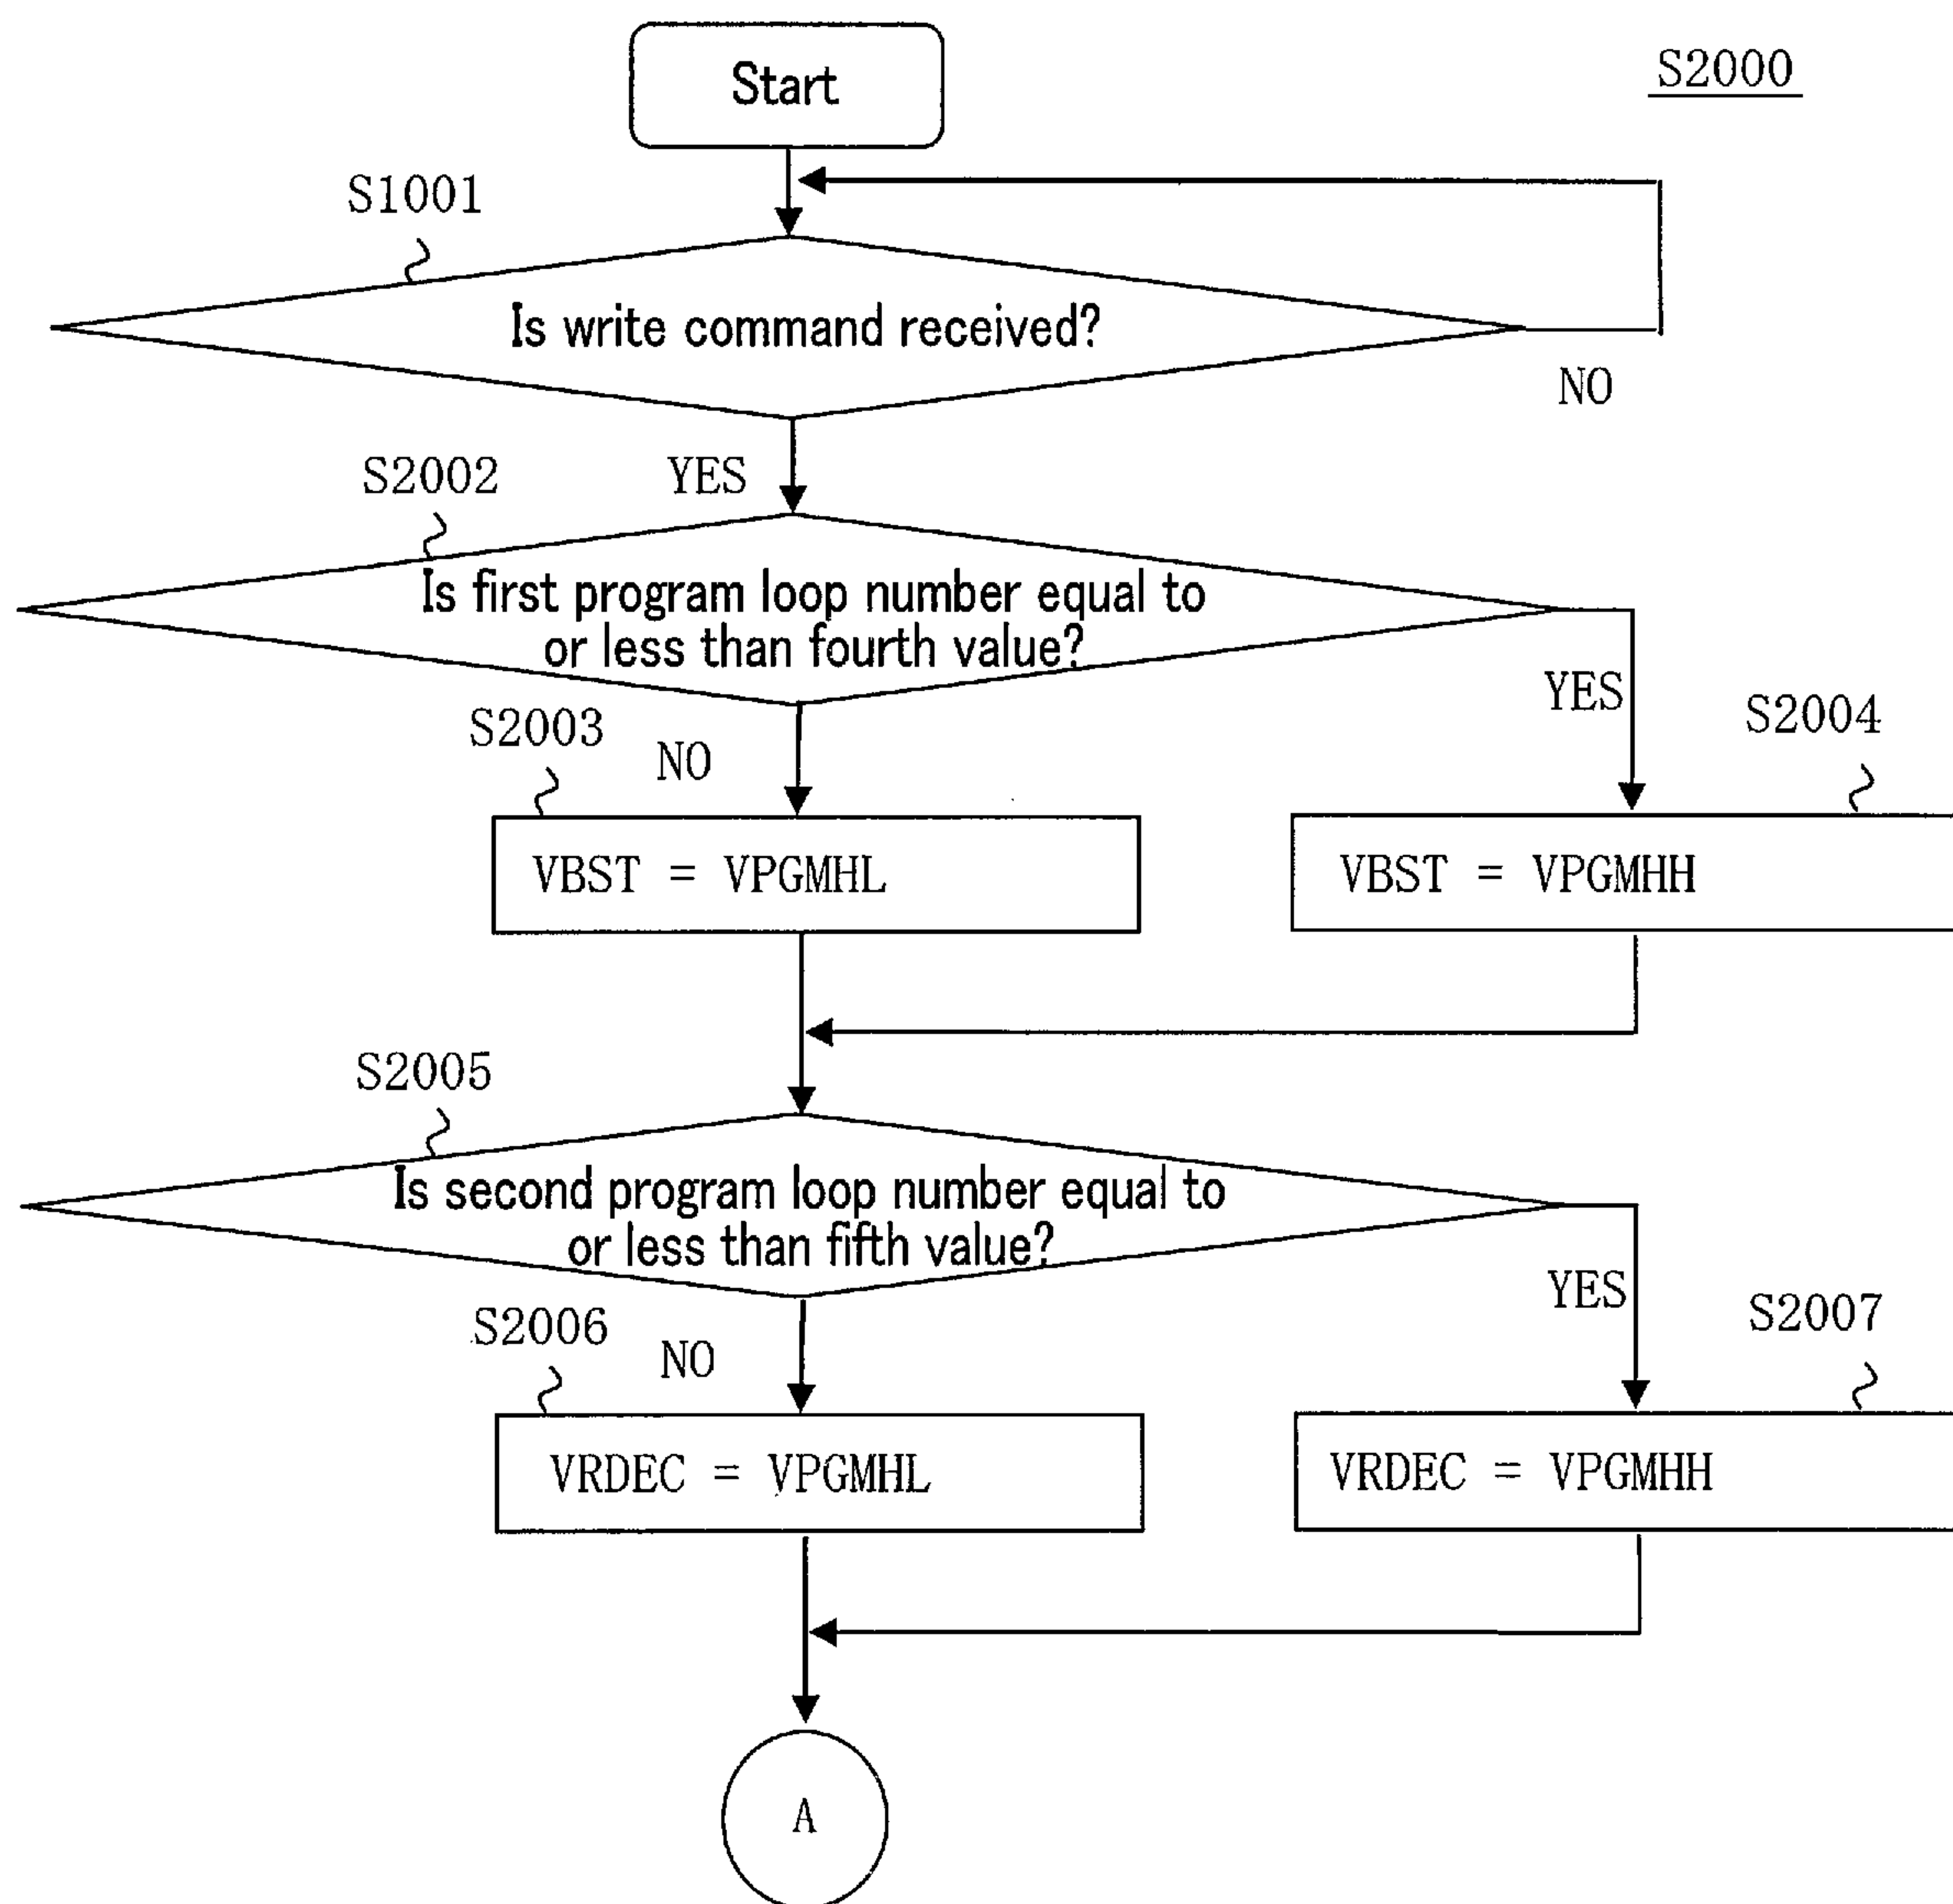 Start
S2000
S1001
Is write command received?
NO
S2002
YES
Is first program loop number equal to
or less than fourth value?
YES
S2003
NO
S2004
VBST = VPGMHL
VBST = VPGMHH
S2005
Is second program loop number equal to
or less than fifth value?
YES
S2006
NO
S2007
VRDEC = VPGMHL
VRDEC = VPGMHH
A